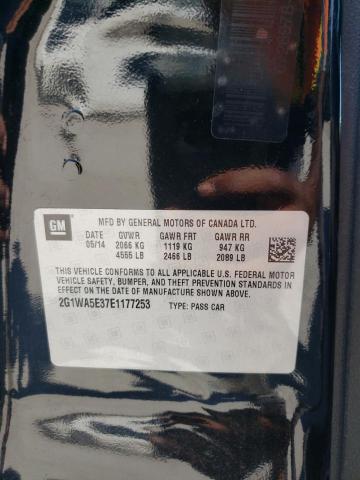 GM
MFD BY GENERAL MOTORS OF CANADA LTD.
DATE GVWR GAWR FRT GAWR RR
05/14 2066 KG 1119 KG 947 KG
4555 LB 2466 LB 2089 LB
THIS VEHICLE CONFORMS TO ALL APPLICABLE U.S. FEDERAL MOTOR
VEHICLE SAFETY, BUMPER, AND THEFT PREVENTION STANDARDS IN
EFFECT ON THE DATE OF MANUFACTURE SHOWN ABOVE.
2G1WA5E37E1177253 TYPE: PASS CAR